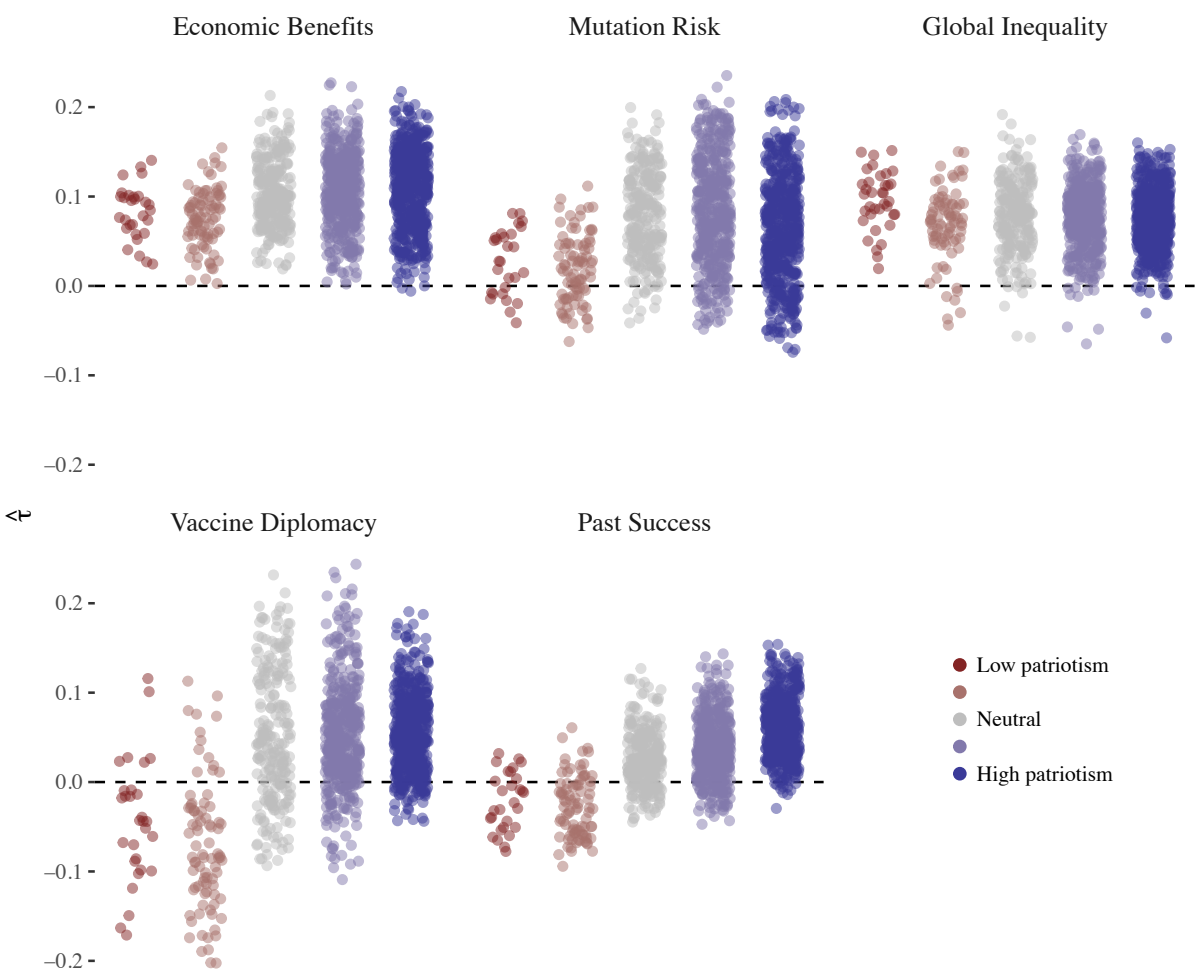 Economic Benefits
Mutation Risk
Global Inequality
0.2
0.1
0.0
–0.1
–0.2
τ̂
Vaccine Diplomacy
Past Success
0.2
0.1
0.0
–0.1
–0.2
Low patriotism
Neutral
High patriotism